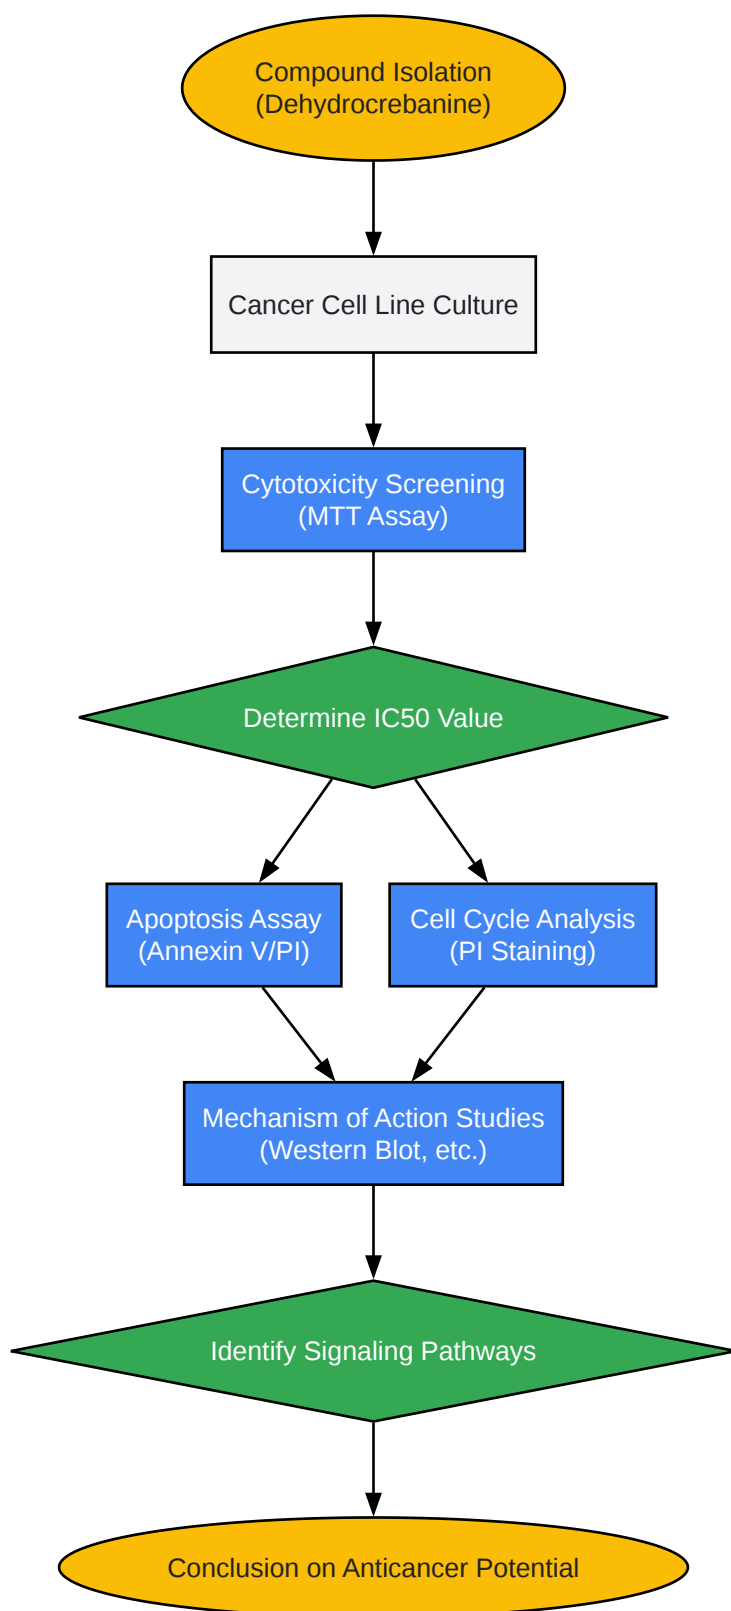 Compound Isolation
(Dehydrocrebanine)
Cancer Cell Line Culture
Cytotoxicity Screening
(MTT Assay)
Determine IC50 Value
Apoptosis Assay
(Annexin V/PI)
Cell Cycle Analysis
(PI Staining)
Mechanism of Action Studies
(Western Blot, etc.)
Identify Signaling Pathways
Conclusion on Anticancer Potential